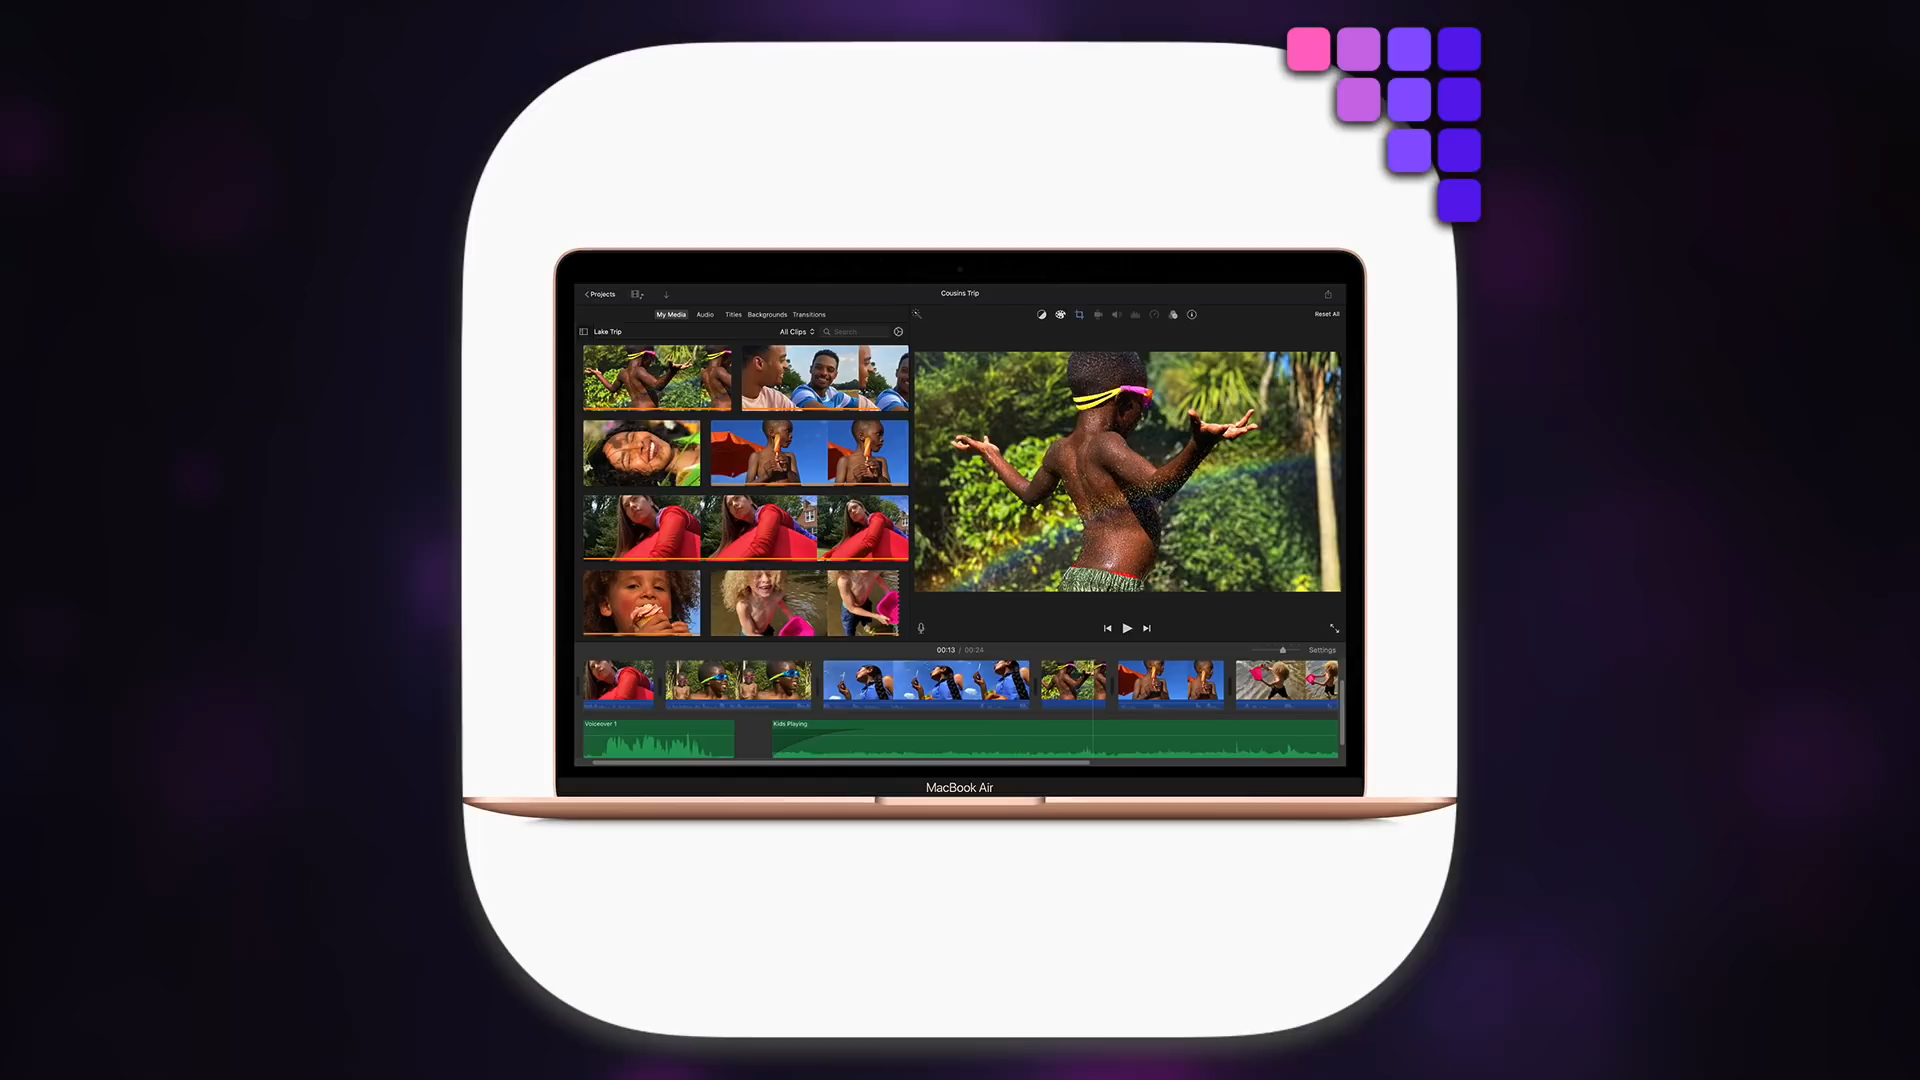 Projects
Cousins Trip
My Media Audio Titles Backgrounds Transitions
Reset All
Lake Trip
All Clips
Search
00:13 / 00:24
Settings
Voiceover 1
Kids Playing
MacBook Air